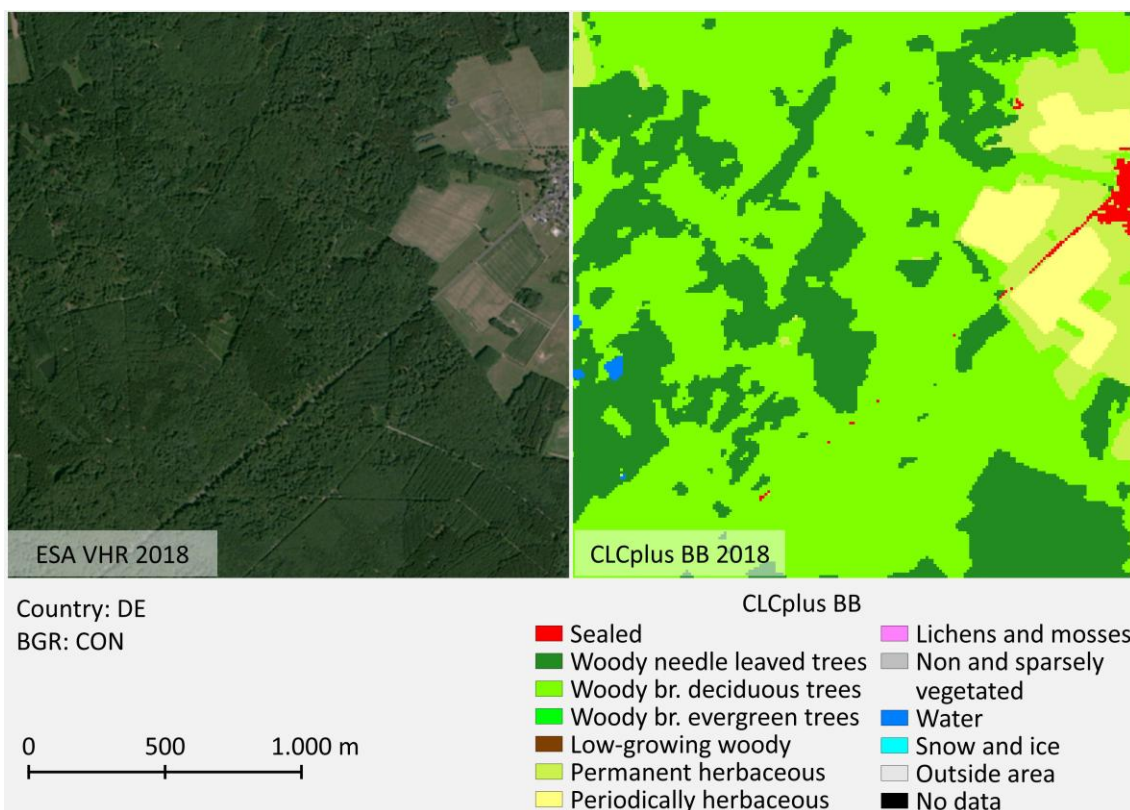 ESA VHR 2018
CLCplus BB 2018
Country: DE
BGR: CON
0 500 1.000 m
CLCplus BB
Sealed
Woody needle leaved trees
Woody br. deciduous trees
Woody br. evergreen trees
Low-growing woody
Permanent herbaceous
Periodically herbaceous
Lichens and mosses
Non and sparsely
vegetated
Water
Snow and ice
Outside area
No data